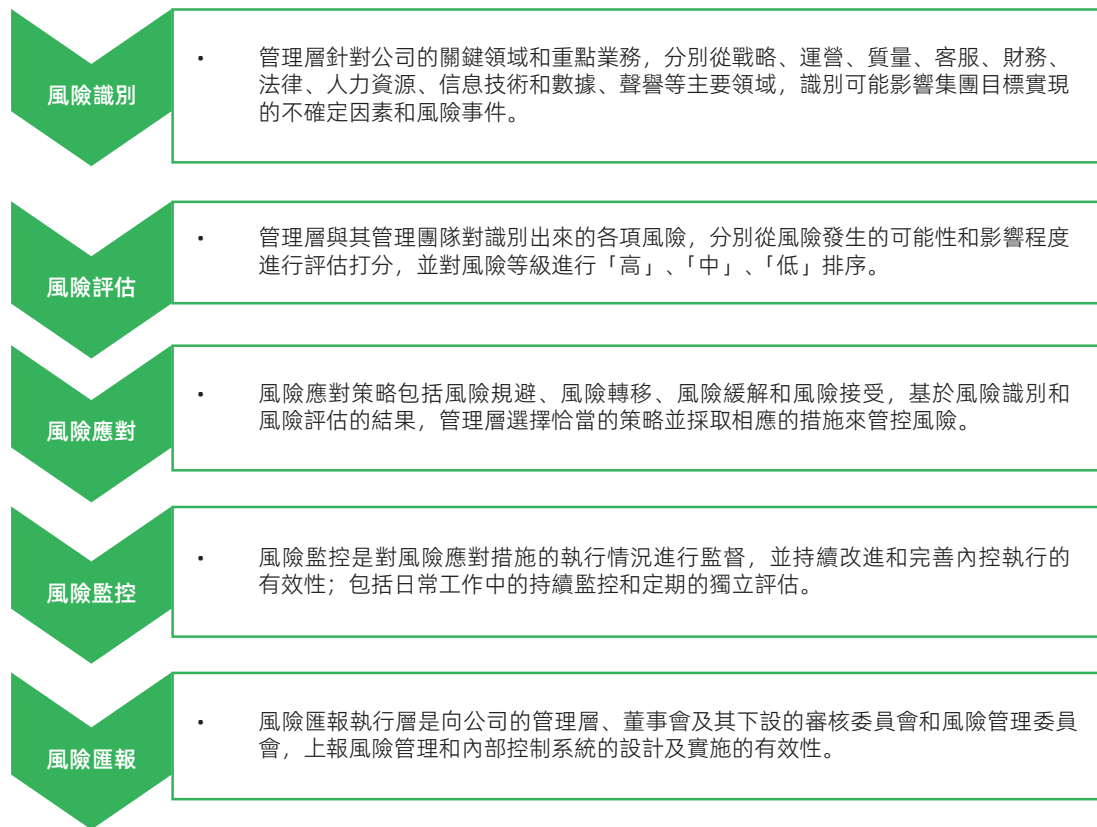 風險識別
• 管理層針對公司的關鍵領域和重點業務，分別從戰略、運營、質量、客服、財務、
法律、人力資源、信息技術和數據、聲譽等主要領域，識別可能影響集團目標實現
的不確定因素和風險事件。
風險評估
• 管理層與其管理團隊對識別出來的各項風險，分別從風險發生的可能性和影響程度
進行評估打分，並對風險等級進行「高」、「中」、「低」排序。
風險應對
• 風險應對策略包括風險規避、風險轉移、風險緩解和風險接受，基於風險識別和
風險評估的結果，管理層選擇恰當的策略並採取相應的措施來管控風險。
風險監控
• 風險監控是對風險應對措施的執行情況進行監督，並持續改進和完善內控執行的
有效性；包括日常工作中的持續監控和定期的獨立評估。
風險匯報
• 風險匯報執行層是向公司的管理層、董事會及其下設的審核委員會和風險管理委員
會，上報風險管理和內部控制系統的設計及實施的有效性。